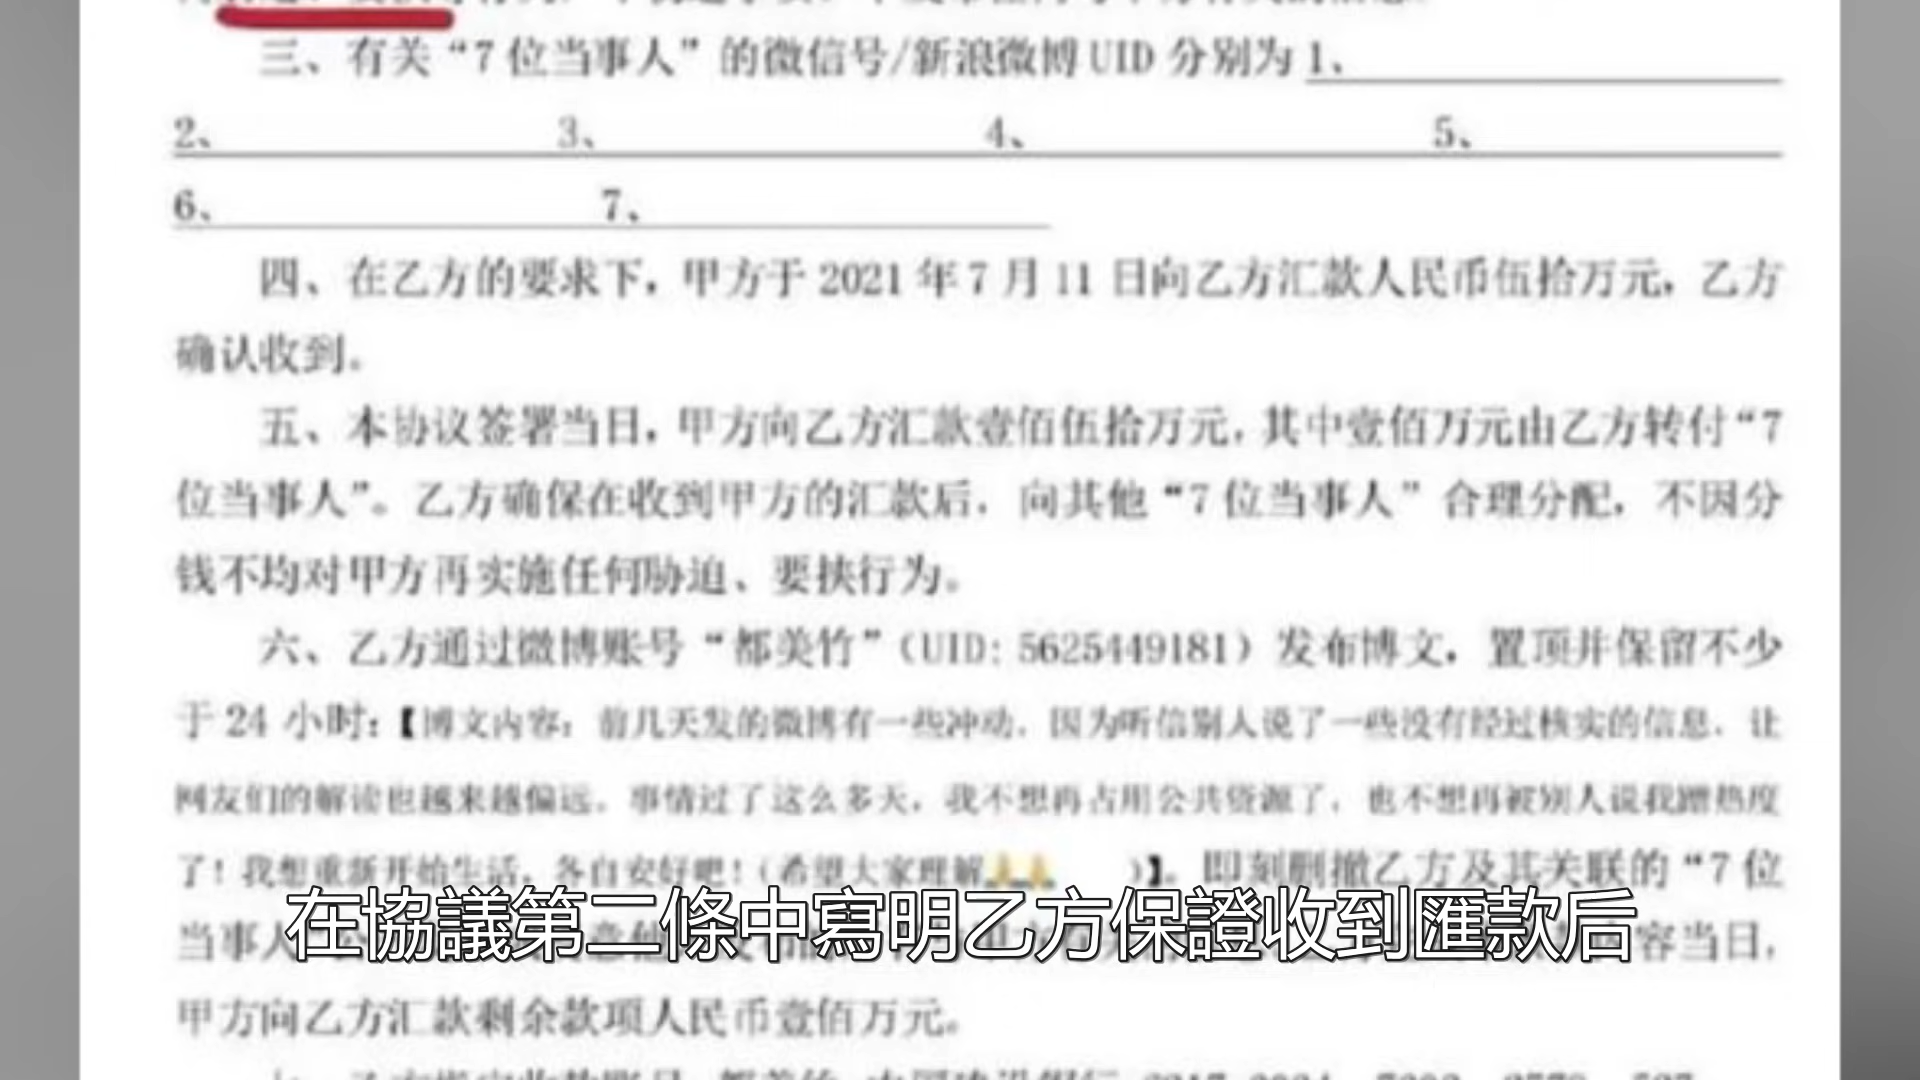 三、有关“7位当事人”的微信号/新浪微博UID分别为1、
2、 3、 4、 5、
6、 7、
四、在乙方的要求下，甲方于2021年7月11日向乙方汇款人民币伍拾万元，乙方
确认收到。
五、本协议签署当日，甲方向乙方汇款壹佰伍拾万元，其中壹佰万元由乙方转付“7
位当事人”。乙方确保在收到甲方的汇款后，向其他“7位当事人”合理分配，不因分
钱不均对甲方再实施任何胁迫、要挟行为。
六、乙方通过微博账号“都美竹”（UID：5625449181）发布博文，置顶并保留不少
于24小时：【博文内容：前几天发的微博有一些冲动，因为听信别人说了一些没有经过核实的信息，让
网友们的解读也越来越偏远。事情过了这么多天，我不想再占用公共资源了，也不想再被别人说我蹭热度
了！我想重新开始生活，各自安好吧！（希望大家理解🙏🙏 ）】。即刻删撤乙方及其关联的“7位
当事人 容当日，
在協議第二條中寫明乙方保證收到匯款后
甲方向乙方汇款剩余款项人民币壹佰万元。